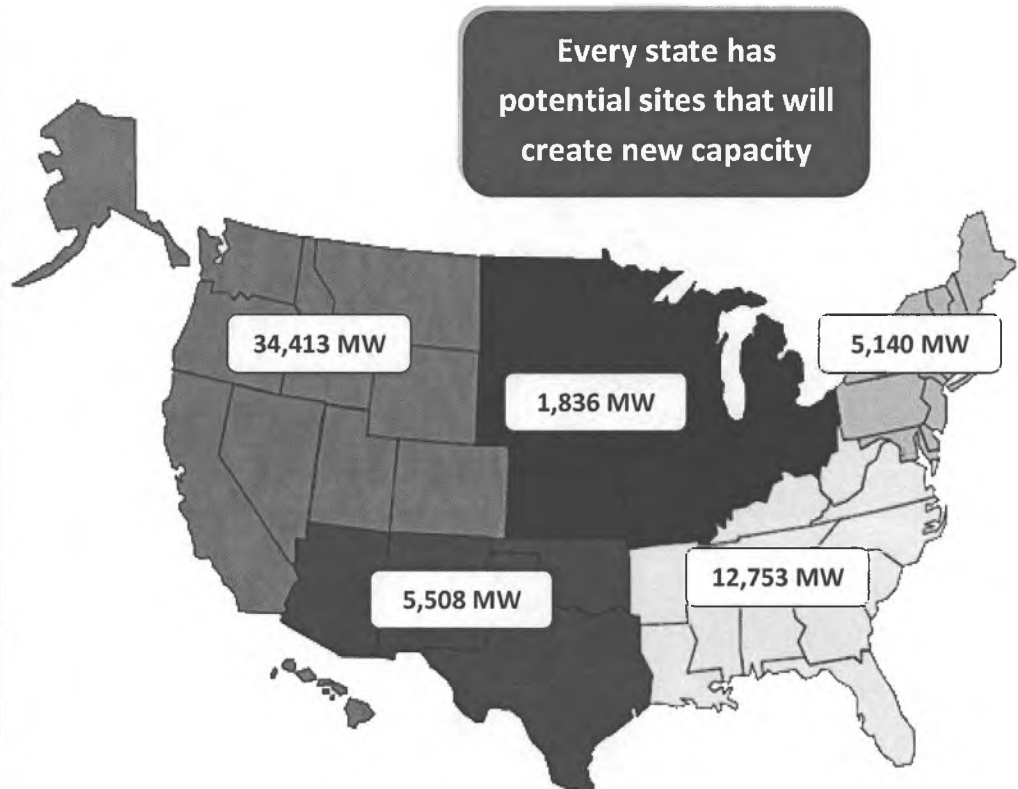 Every state has
potential sites that will
create new capacity
34,413 MW
5,140 MW
1,836 MW
12,753 MW
5,508 MW